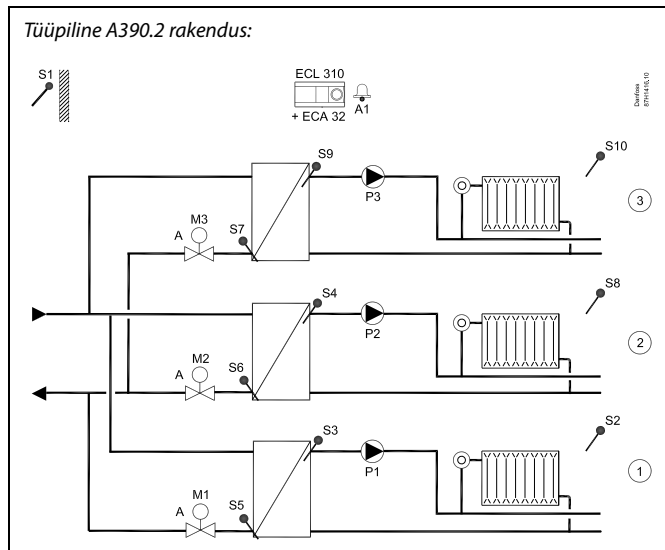 Tüüpiline A390.2 rakendus:
S1
ECL 310
+ ECA 32
A1
Danfoss
87H1416.10
S9
S10
P3
M3
S7
A
3
S4
S8
P2
M2
S6
A
2
S3
S2
P1
M1
S5
A
1